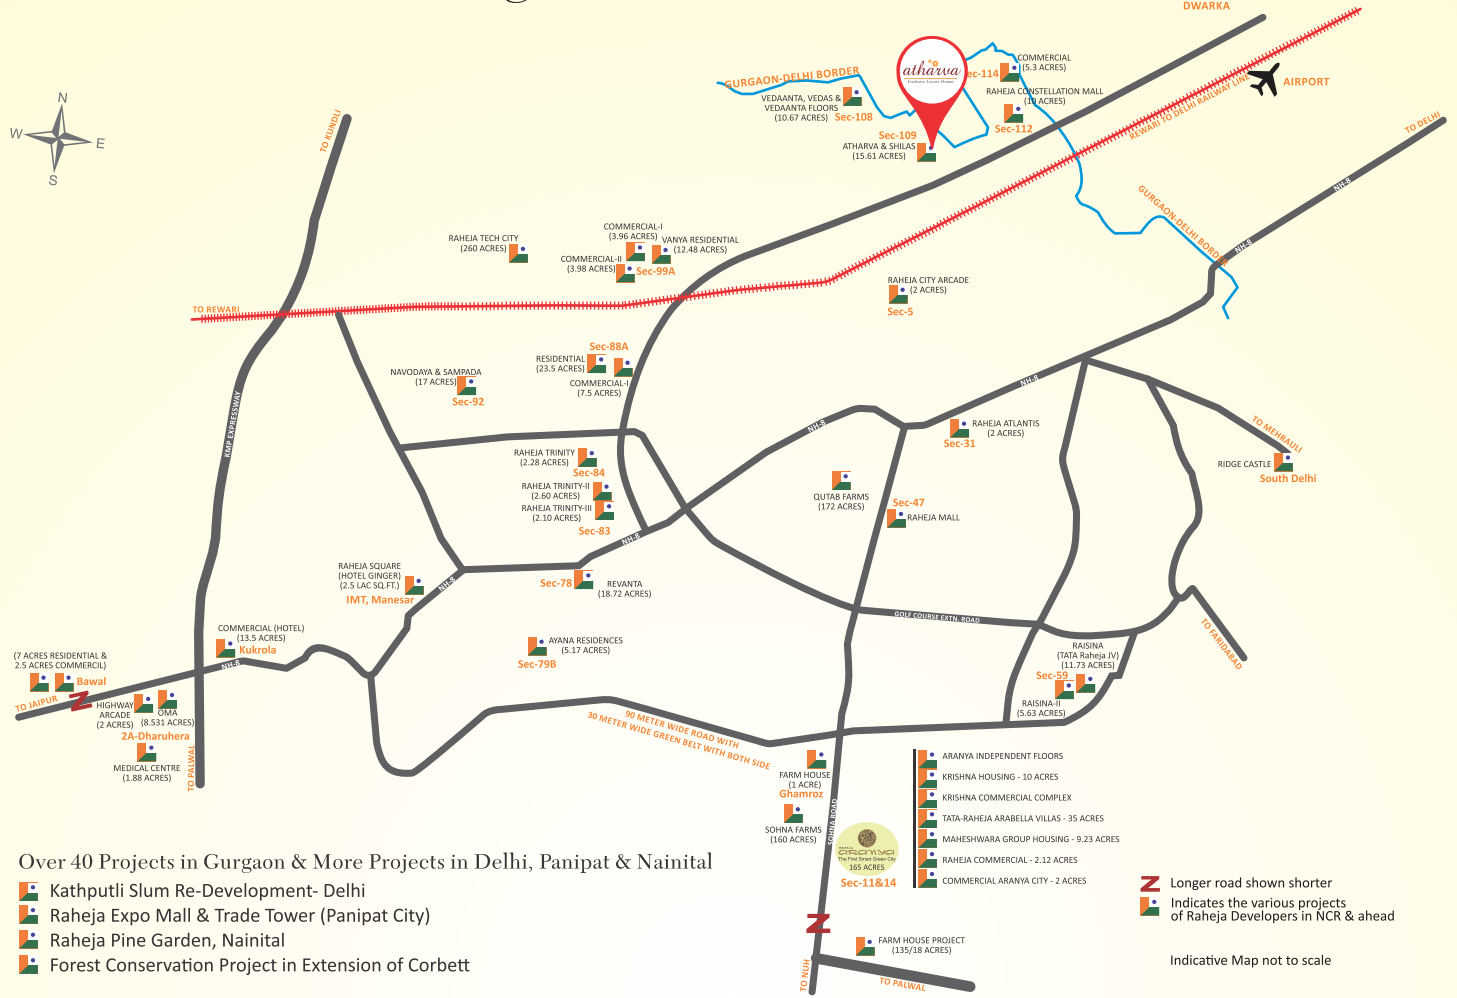 DWARKA
N
W
E
S
TO KUNDLI
GURGAON-DELHI BORDER
atharva
Exclusive Luxury Homes
Sec-114
COMMERCIAL
(5.3 ACRES)
RAHEJA CONSTELLATION MALL
(10 ACRES)
Sec-112
VEDAANTA, VEDAS &
VEDAANTA FLOORS
(10.67 ACRES)
Sec-108
Sec-109
ATHARVA & SHILAS
(15.61 ACRES)
AIRPORT
REWARI TO DELHI RAILWAY LINE
TO DELHI
NH-8
GURGAON-DELHI BORDER
NH-8
RAHEJA TECH CITY
(260 ACRES)
COMMERCIAL-I
(3.96 ACRES)
VANYA RESIDENTIAL
(12.48 ACRES)
COMMERCIAL-II
(3.98 ACRES)
Sec-99A
RAHEJA CITY ARCADE
(2 ACRES)
Sec-5
TO REWARI
Sec-88A
RESIDENTIAL
(23.5 ACRES)
COMMERCIAL-I
(7.5 ACRES)
NAVODAYA & SAMPADA
(17 ACRES)
Sec-92
KMP EXPRESSWAY
NH-8
NH-8
RAHEJA ATLANTIS
(2 ACRES)
Sec-31
TO MEHRAULI
RIDGE CASTLE
South Delhi
RAHEJA TRINITY
(2.28 ACRES)
Sec-84
RAHEJA TRINITY-II
(2.60 ACRES)
RAHEJA TRINITY-III
(2.10 ACRES)
Sec-83
QUTAB FARMS
(172 ACRES)
Sec-47
RAHEJA MALL
NH-8
RAHEJA SQUARE
(HOTEL GINGER)
(2.5 LAC SQ.FT.)
IMT, Manesar
NH-8
Sec-78
REVANTA
(18.72 ACRES)
GOLF COURSE EXTN. ROAD
TO FARIDABAD
COMMERCIAL (HOTEL)
(13.5 ACRES)
Kukrola
NH-8
AYANA RESIDENCES
(5.17 ACRES)
Sec-79B
RAISINA
(TATA Raheja JV)
(11.73 ACRES)
Sec-59
RAISINA-II
(5.63 ACRES)
(7 ACRES RESIDENTIAL &
2.5 ACRES COMMERCIL)
Bawal
TO JAIPUR
HIGHWAY
ARCADE
(2 ACRES)
OMA
(8.531 ACRES)
2A-Dharuhera
MEDICAL CENTRE
(1.88 ACRES)
TO PALWAL
90 METER WIDE ROAD WITH
30 METER WIDE GREEN BELT WITH BOTH SIDE
FARM HOUSE
(1 ACRE)
Ghamroz
SOHNA FARMS
(160 ACRES)
SOHNA ROAD
RAHEJA
aranya
The First Smart Green City
165 ACRES
Sec-11&14
ARANYA INDEPENDENT FLOORS
KRISHNA HOUSING - 10 ACRES
KRISHNA COMMERCIAL COMPLEX
TATA-RAHEJA ARABELLA VILLAS - 35 ACRES
MAHESHWARA GROUP HOUSING - 9.23 ACRES
RAHEJA COMMERCIAL - 2.12 ACRES
COMMERCIAL ARANYA CITY - 2 ACRES
FARM HOUSE PROJECT
(135/18 ACRES)
TO NUH
TO PALWAL
Over 40 Projects in Gurgaon & More Projects in Delhi, Panipat & Nainital
Kathputli Slum Re-Development- Delhi
Raheja Expo Mall & Trade Tower (Panipat City)
Raheja Pine Garden, Nainital
Forest Conservation Project in Extension of Corbett
Longer road shown shorter
Indicates the various projects
of Raheja Developers in NCR & ahead
Indicative Map not to scale